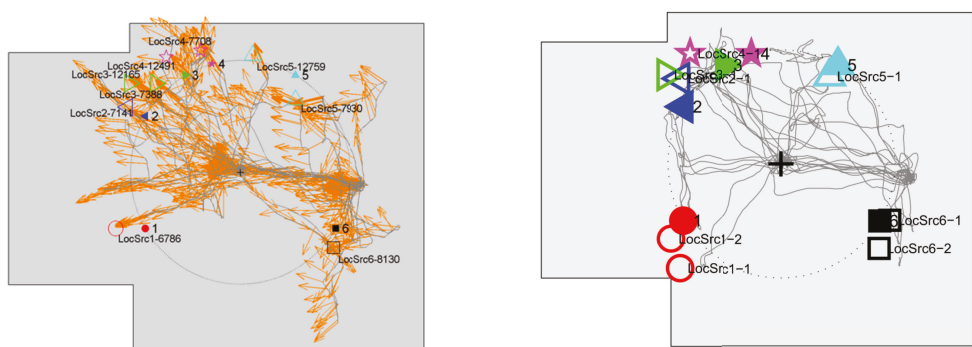 LocSrc4-7708
LocSrc4-12491
4
LocSrc3-12165
3
LocSrc5-12759
5
LocSrc3-7388
LocSrc2-7141
2
LocSrc5-7930
1
LocSrc1-6786
6
LocSrc6-8130
LocSrc4-14
3
5
LocSrc5-1
LocSrc2-1
2
1
LocSrc1-2
LocSrc1-1
6
LocSrc6-1
LocSrc6-2